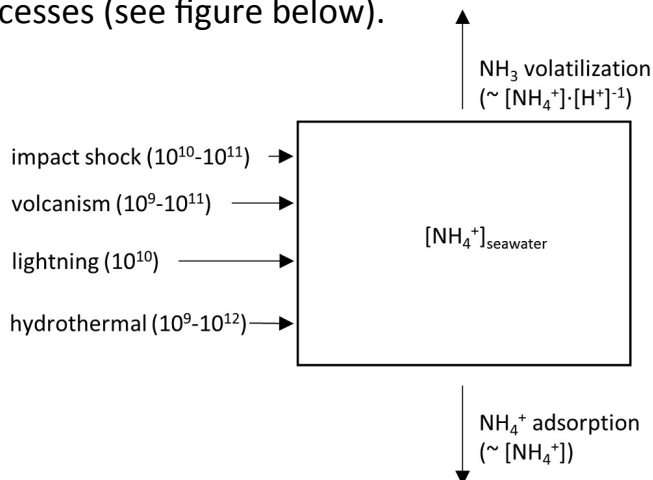 cesses (see figure below).
NH₃ volatilization
(~ [NH₄⁺]·[H⁺]⁻¹)
impact shock (10¹⁰-10¹¹)
volcanism (10⁹-10¹¹)
[NH₄⁺]seawater
lightning (10¹⁰)
hydrothermal (10⁹-10¹²)
NH₄⁺ adsorption
(~ [NH₄⁺])